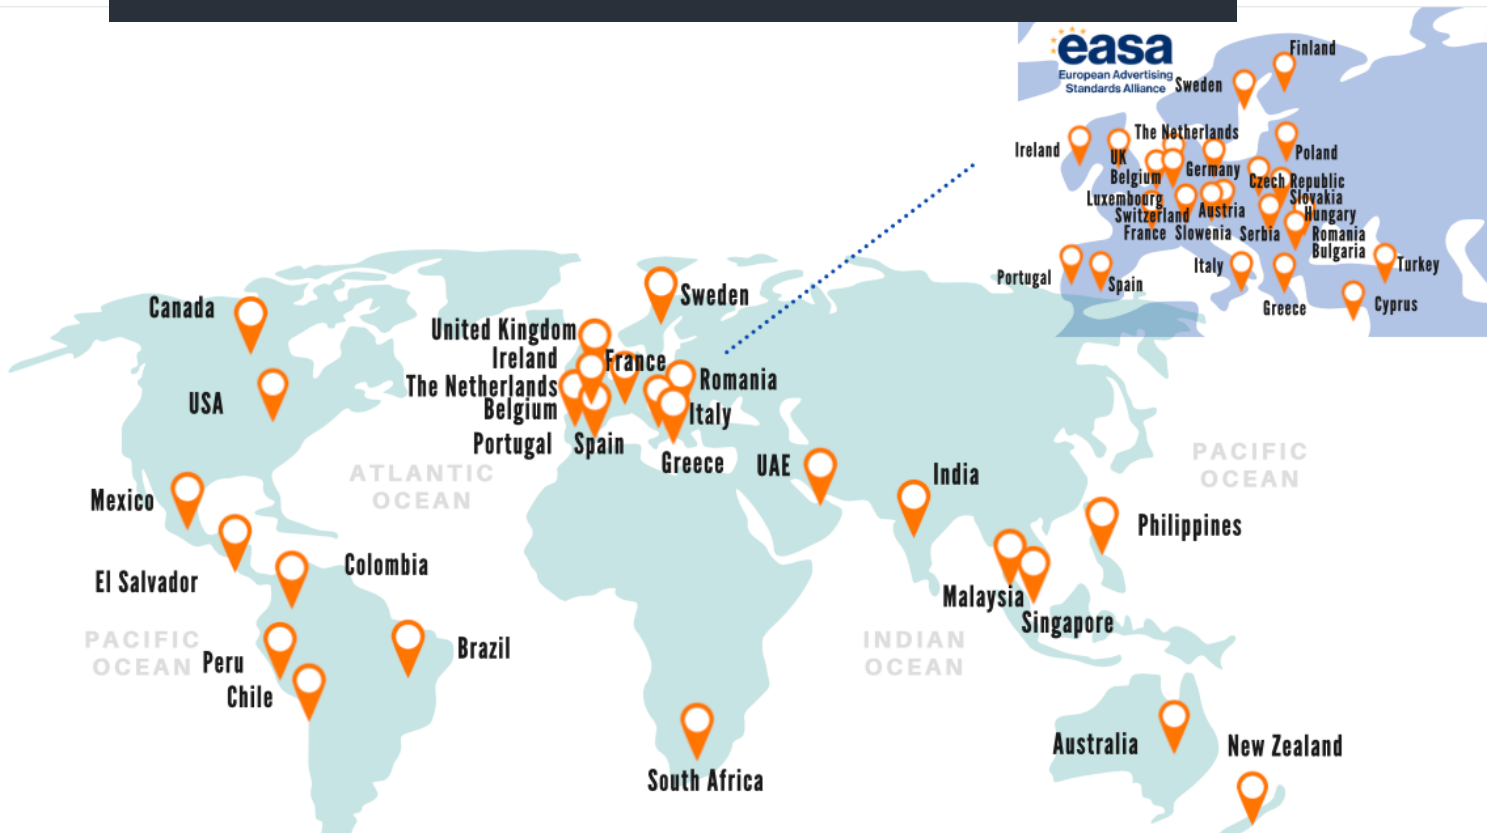 easa
European Advertising
Standards Alliance
Finland
Sweden
The Netherlands
Ireland
UK
Poland
Belgium
Germany
Czech Republic
Luxembourg
Slovakia
Switzerland
Austria
Hungary
France
Slowenia
Serbia
Romania
Bulgaria
Portugal
Spain
Italy
Turkey
Greece
Cyprus
Canada
USA
Sweden
United Kingdom
Ireland
France
The Netherlands
Romania
Belgium
Italy
Portugal
Spain
Greece
UAE
India
ATLANTIC
OCEAN
PACIFIC
OCEAN
Mexico
Philippines
El Salvador
Colombia
Malaysia
Singapore
PACIFIC
OCEAN
Peru
Chile
Brazil
INDIAN
OCEAN
South Africa
Australia
New Zealand